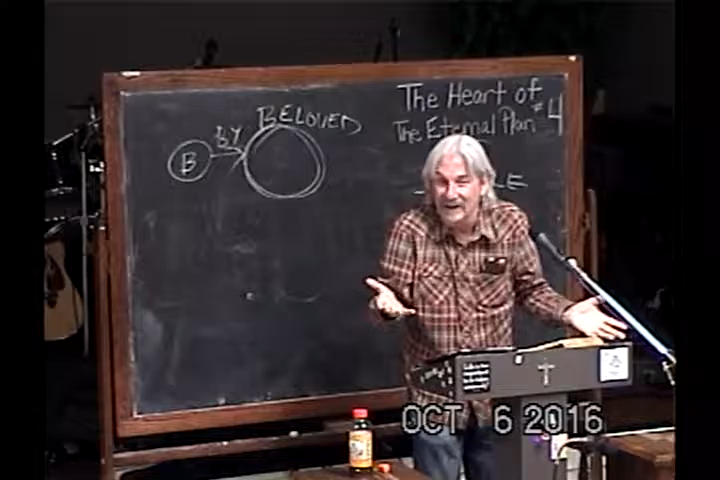 The Heart of
The Eternal Plan #4
BELOVED
BY
B
OCT 6 2016